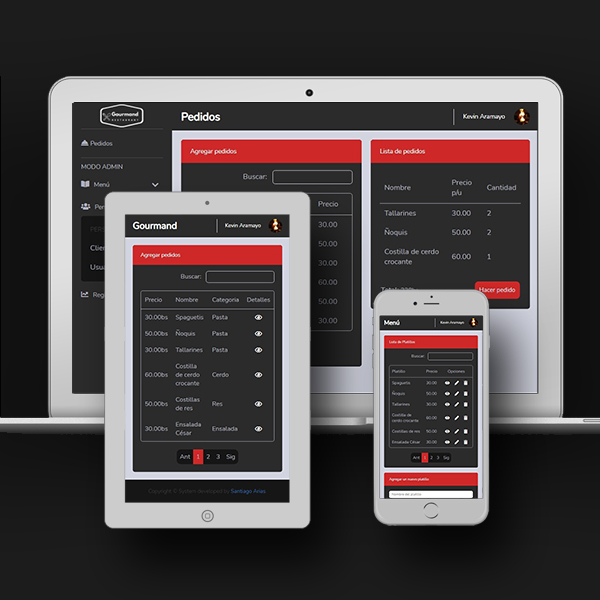 Gourmand
RESTAURANT
Pedidos
MODO ADMIN
Menú
Per
Clien
Usua
Reg
Pedidos
Kevin Aramayo
Agregar pedidos
Buscar:
Precio
30.00
50.00
30.00
60.00
50.00
30.00
Lista de pedidos
Nombre Precio p/u Cantidad
Tallarines 30.00 2
Ñoquis 50.00 2
Costilla de cerdo
crocante 60.00 1
Hacer pedido
Gourmand
Kevin Aramayo
Agregar pedidos
Buscar:
Precio Nombre Categoria Detalles
30.00bs Spaguetis Pasta
50.00bs Ñoquis Pasta
30.00bs Tallarines Pasta
60.00bs Costilla
de cerdo
crocante Cerdo
50.00bs Costillas
de res Res
30.00bs Ensalada
César Ensalada
Ant 1 2 3 Sig
Copyright © System developed by Santiago Arias
Menú
Kevin Aramayo
Lista de Platillos
Buscar:
Platillo Precio Opciones
Spaguetis 30.00
Ñoquis 50.00
Tallarines 30.00
Costilla de
cerdo crocante 60.00
Costillas de res 50.00
Ensalada César 30.00
Ant 1 2 3 Sig
Agregar un nuevo platillo
Nombre del platillo